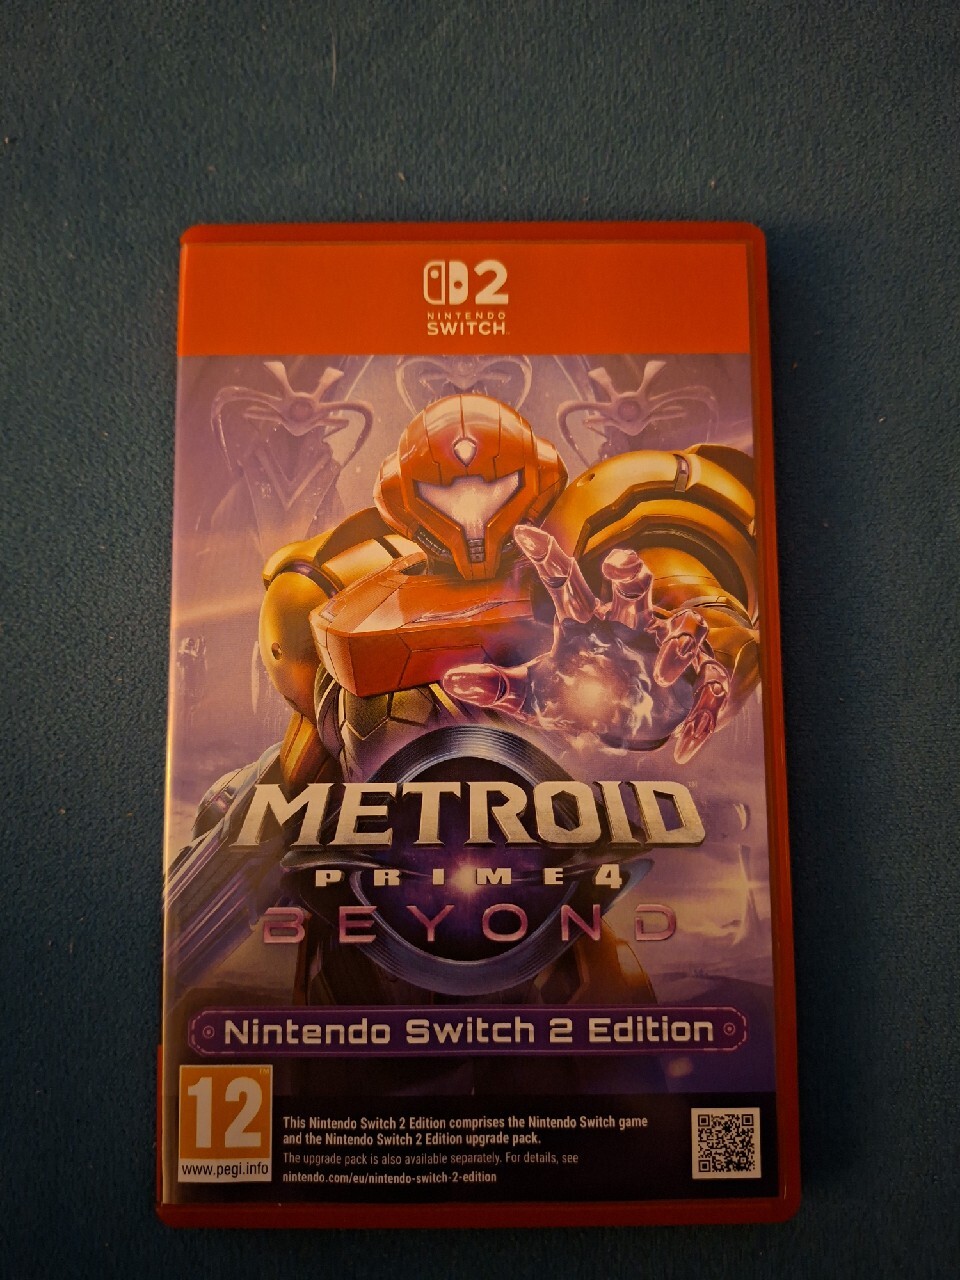 2
NINTENDO
SWITCH
METROID
PRIME 4
BEYOND
Nintendo Switch 2 Edition
12
www.pegi.info
This Nintendo Switch 2 Edition comprises the Nintendo Switch game
and the Nintendo Switch 2 Edition upgrade pack.
The upgrade pack is also available separately. For details, see
nintendo.com/eu/nintendo-switch-2-edition